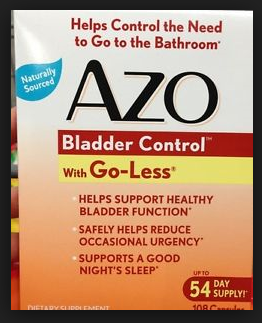 Helps Control the Need
to Go to the Bathroom*
Naturally
Sourced
AZO
Bladder Control™
With Go-Less®
• HELPS SUPPORT HEALTHY
BLADDER FUNCTION*
• SAFELY HELPS REDUCE
OCCASIONAL URGENCY*
• SUPPORTS A GOOD
NIGHT'S SLEEP*
UP TO
54 DAY
SUPPLY!*
DIETARY SUPPLEMENT
108 Capsules